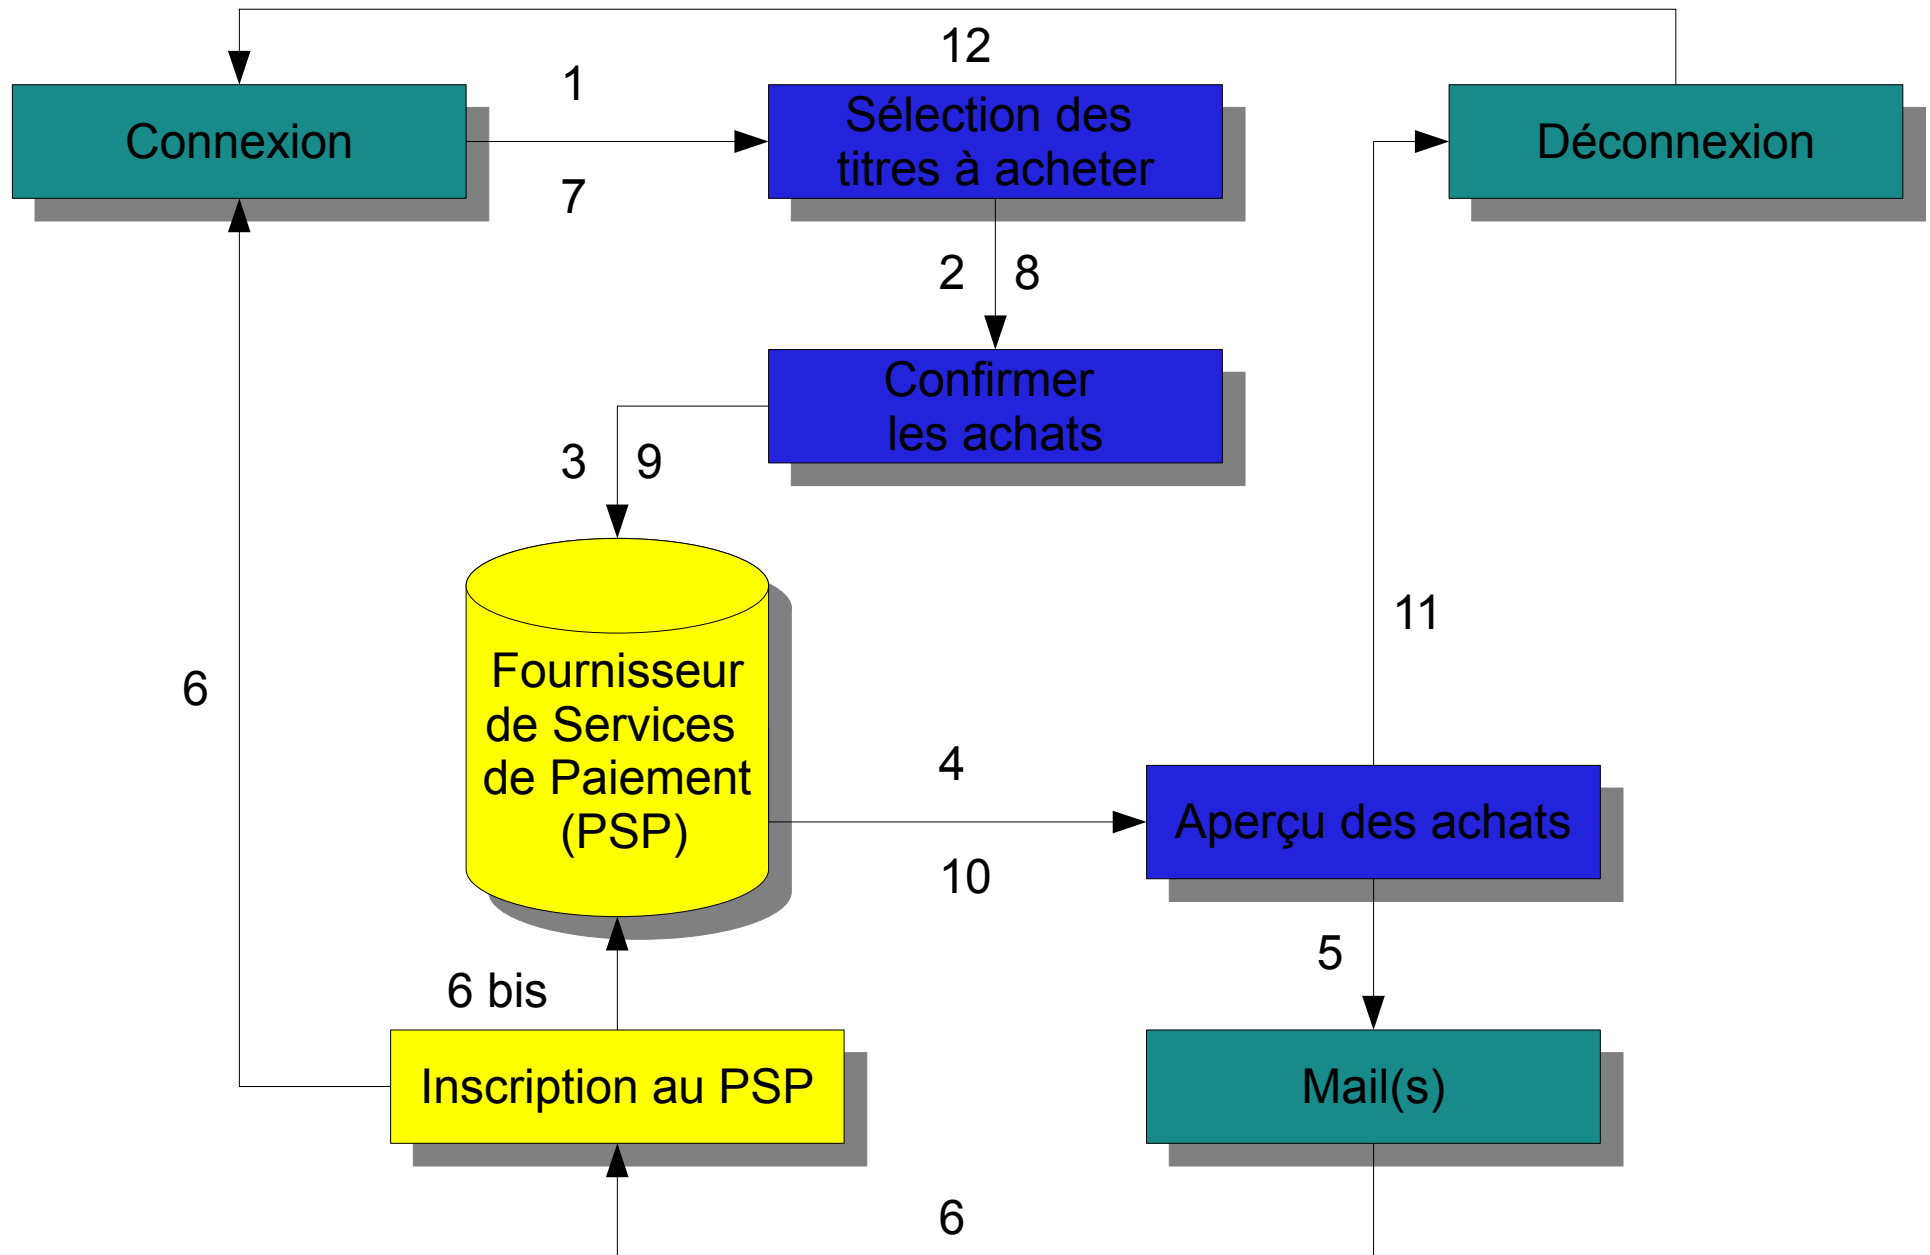 12
1
Connexion
Sélection des
titres à acheter
Déconnexion
7
2
8
Confirmer
les achats
3
9
11
6
Fournisseur
de Services
de Paiement
(PSP)
4
Aperçu des achats
10
5
6 bis
Inscription au PSP
Mail(s)
6